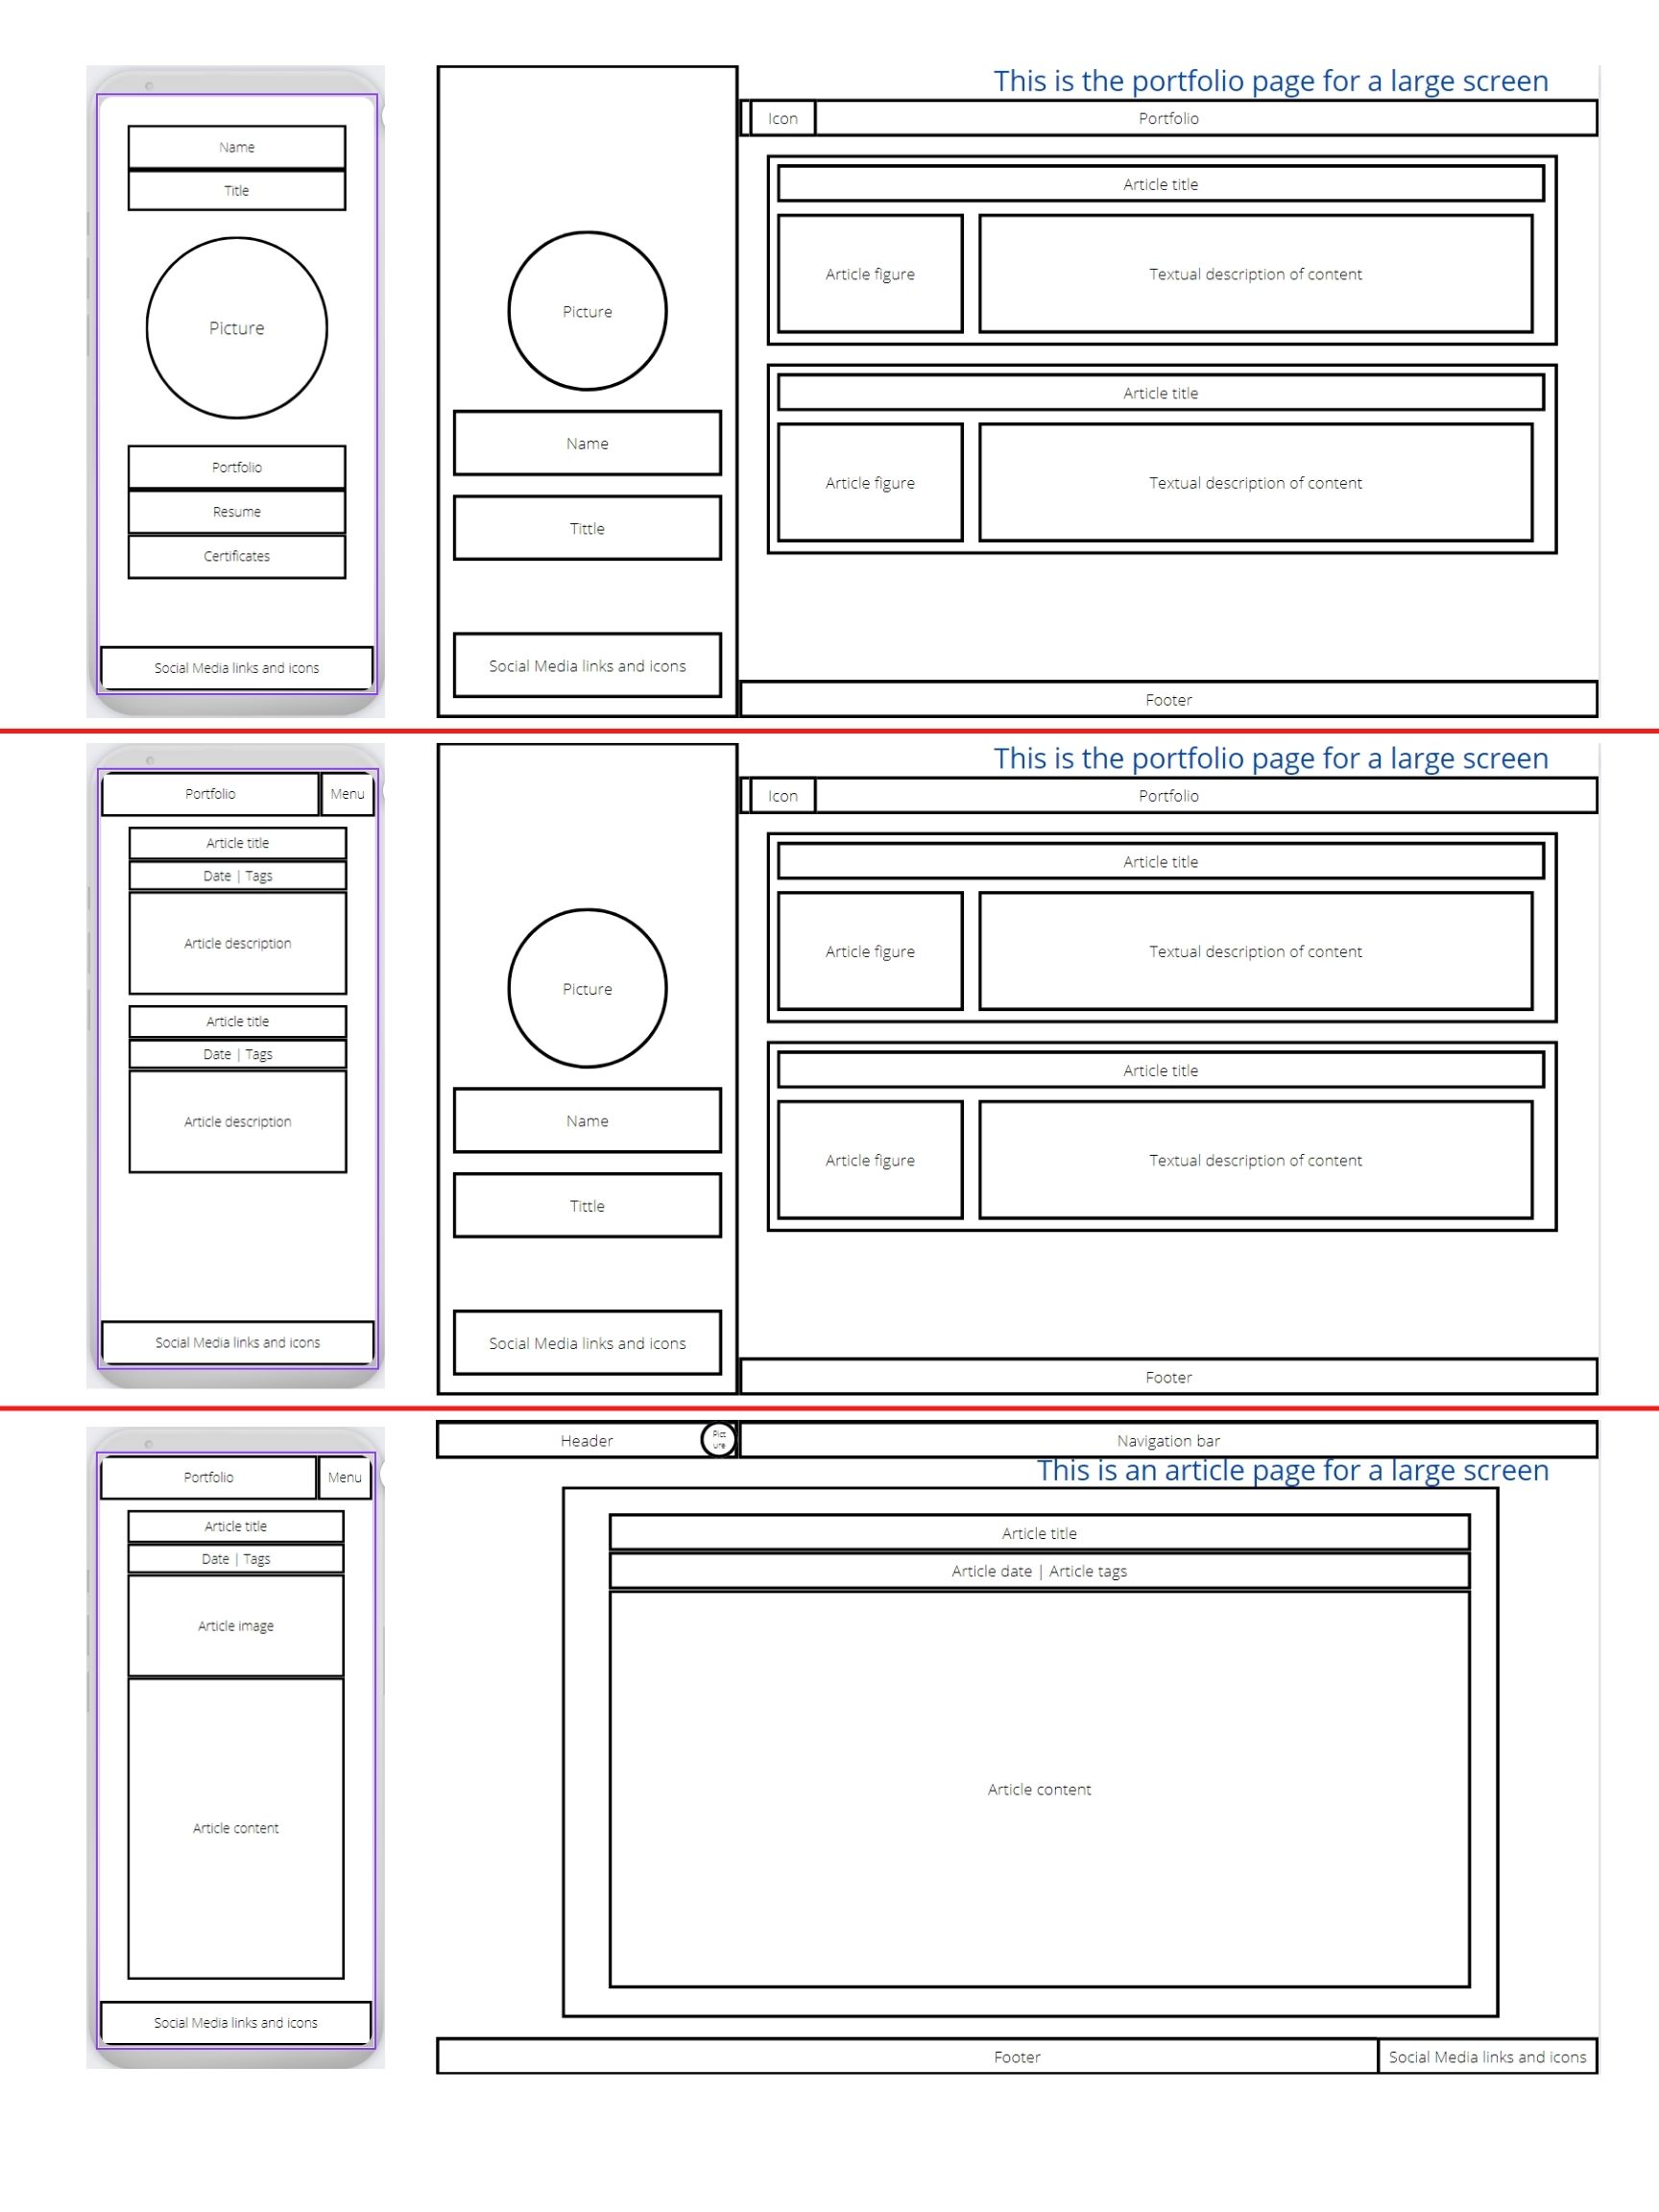 Name
Title
Picture
Portfolio
Resume
Certificates
Social Media links and icons
This is the portfolio page for a large screen
Icon
Portfolio
Picture
Name
Tittle
Social Media links and icons
Article title
Article figure
Textual description of content
Article title
Article figure
Textual description of content
Footer
Portfolio
Menu
Article title
Date | Tags
Article description
Article title
Date | Tags
Article description
Social Media links and icons
This is the portfolio page for a large screen
Icon
Portfolio
Picture
Name
Tittle
Social Media links and icons
Article title
Article figure
Textual description of content
Article title
Article figure
Textual description of content
Footer
Portfolio
Menu
Article title
Date | Tags
Article image
Article content
Social Media links and icons
Header
Pict
ure
Navigation bar
This is an article page for a large screen
Article title
Article date | Article tags
Article content
Footer
Social Media links and icons